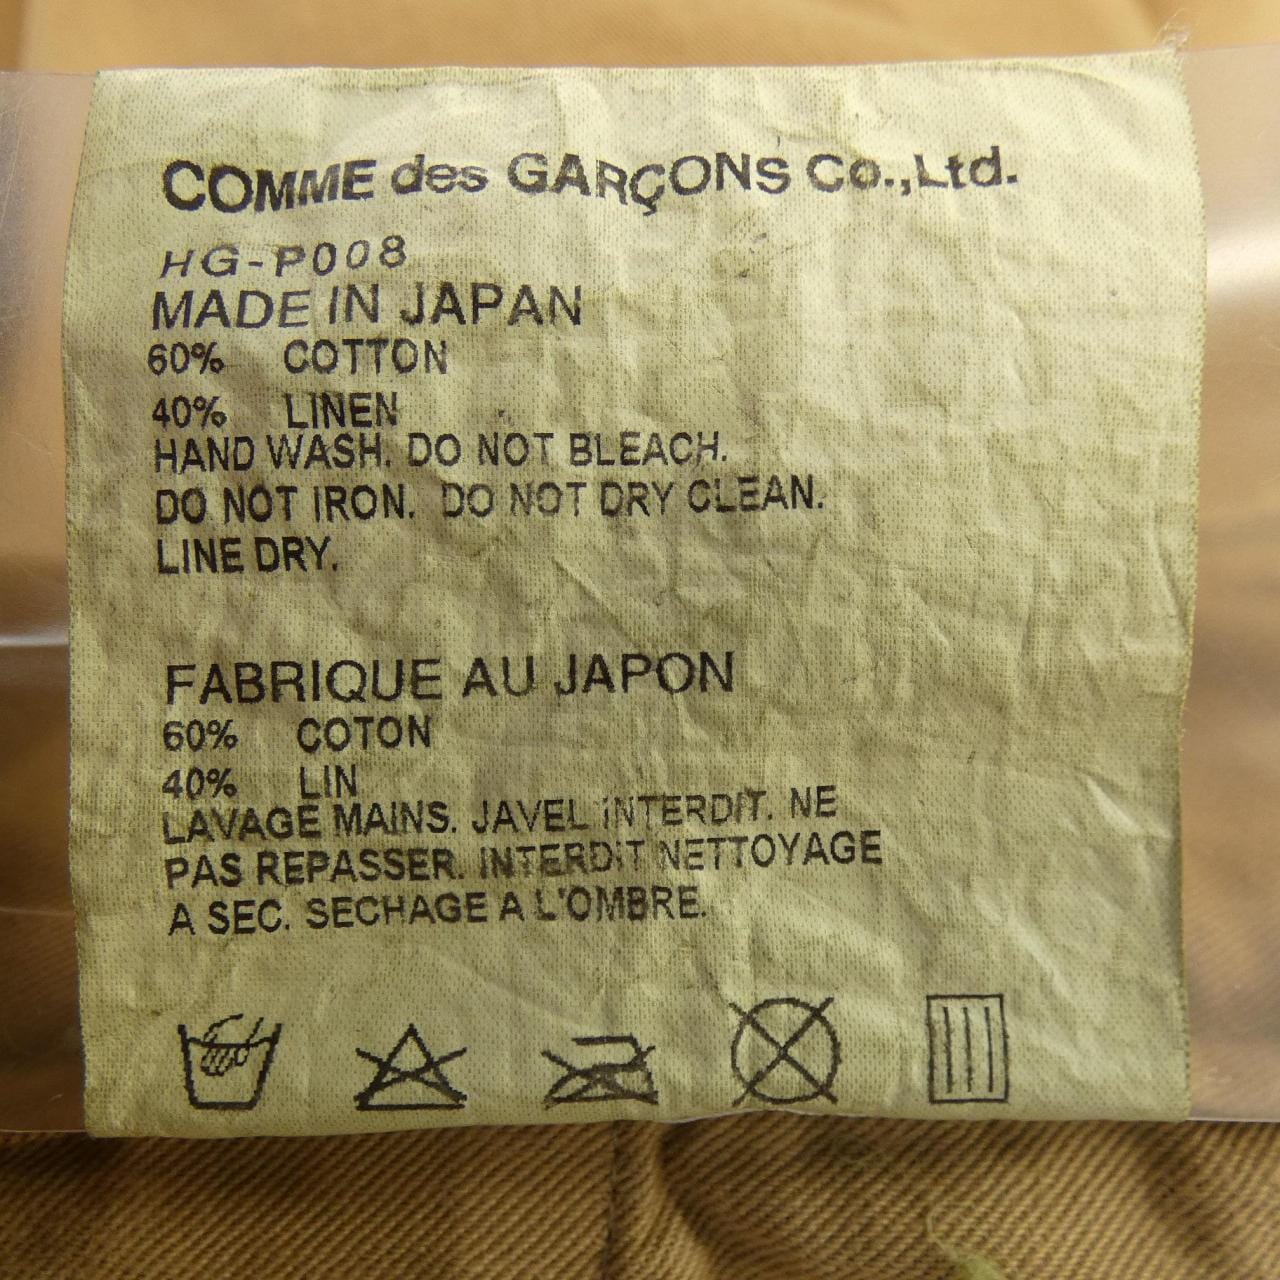 COMME des GARÇONS Co.,Ltd.
HG-P008
MADE IN JAPAN
60% COTTON
40% LINEN
HAND WASH. DO NOT BLEACH.
DO NOT IRON. DO NOT DRY CLEAN.
LINE DRY.
FABRIQUE AU JAPON
60% COTON
40% LIN
LAVAGE MAINS. JAVEL INTERDIT. NE
PAS REPASSER. INTERDIT NETTOYAGE
A SEC. SECHAGE A L'OMBRE.